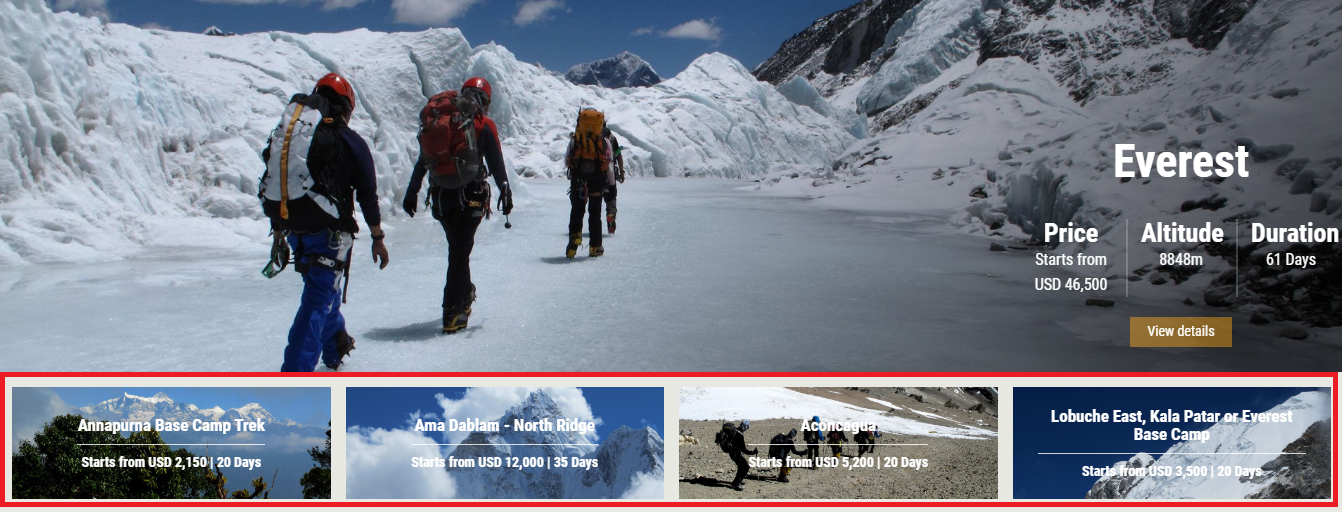 Everest
Price
Starts from
USD 46,500
Altitude
8848m
Duration
61 Days
View details
Annapurna Base Camp Trek
Starts from USD 2,150 | 20 Days
Ama Dablam - North Ridge
Starts from USD 12,000 | 35 Days
Aconcagua
Starts from USD 5,200 | 20 Days
Lobuche East, Kala Patar or Everest
Base Camp
Starts from USD 3,500 | 20 Days